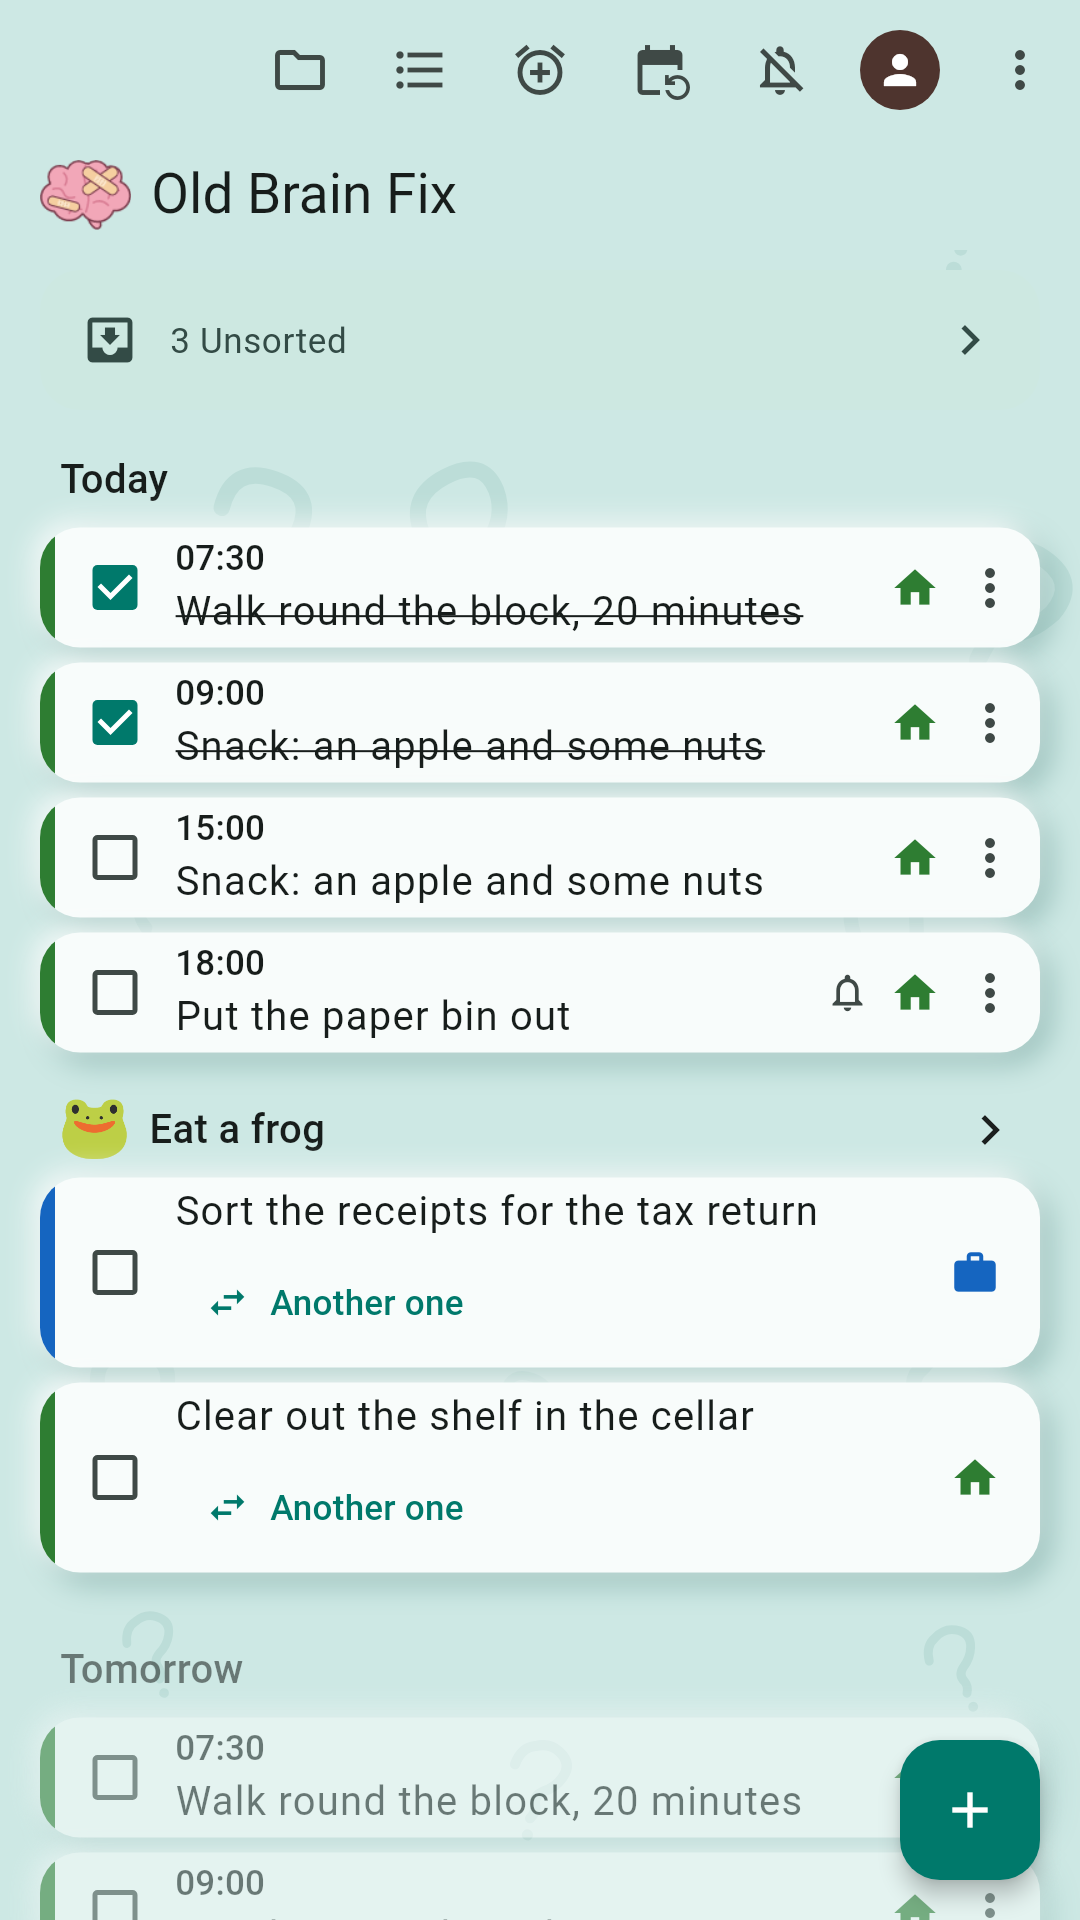 Old Brain Fix
3 Unsorted
Today
07:30
Walk round the block, 20 minutes
09:00
Snack: an apple and some nuts
15:00
Snack: an apple and some nuts
18:00
Put the paper bin out
Eat a frog
Sort the receipts for the tax return
Another one
Clear out the shelf in the cellar
Another one
Tomorrow
07:30
Walk round the block, 20 minutes
09:00